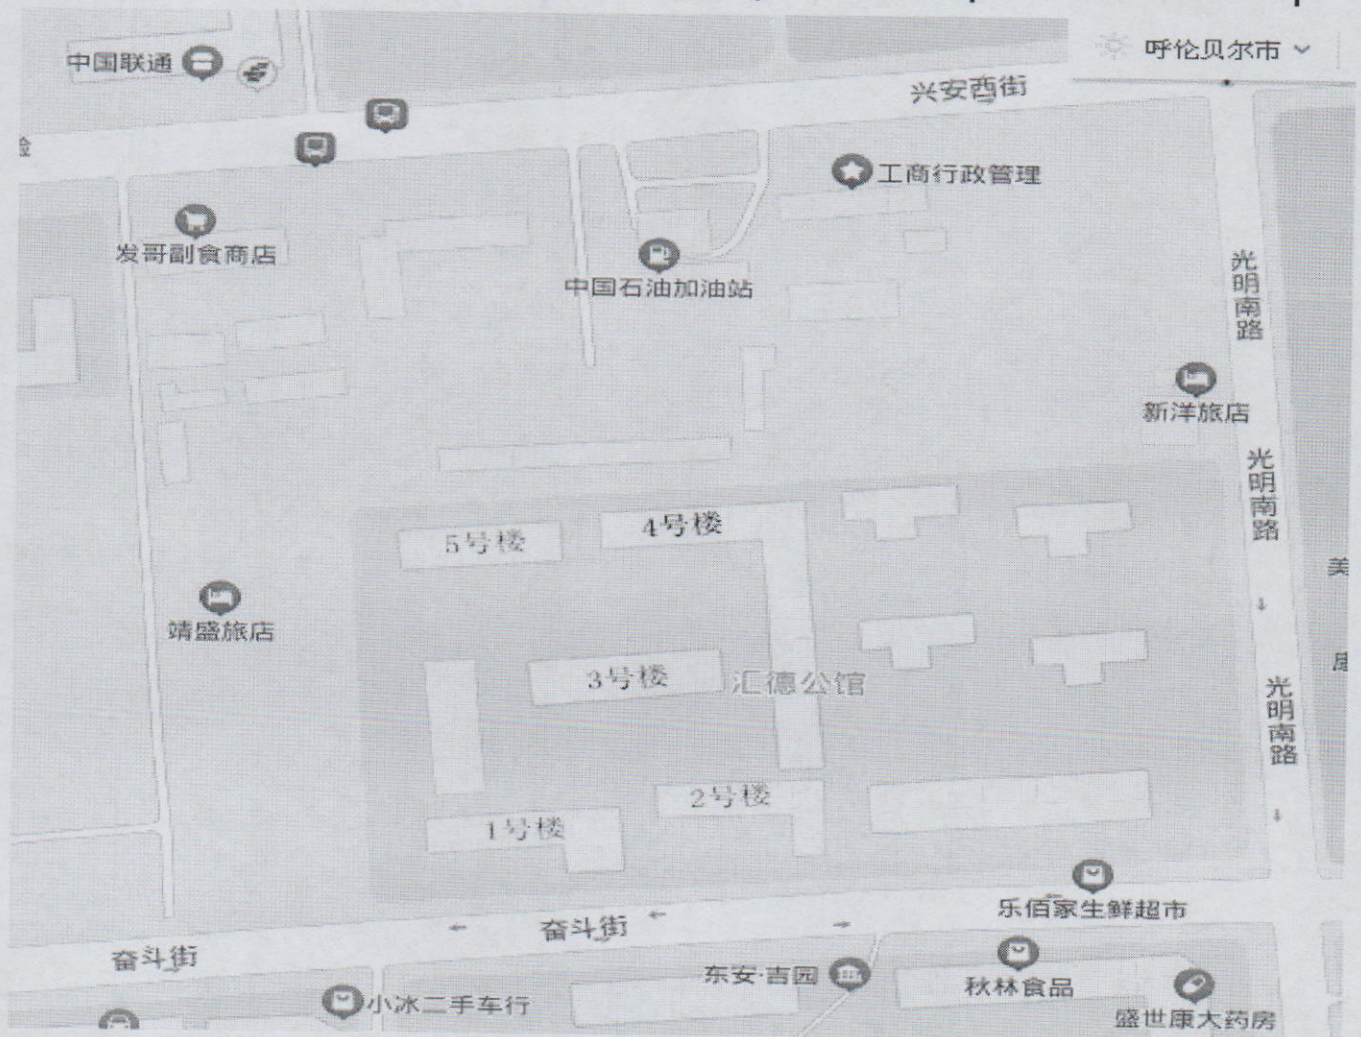 中国联通
呼伦贝尔市
兴安西街
工商行政管理
发哥副食商店
中国石油加油站
光明南路
新洋旅店
光明南路
5号楼
4号楼
美
靖盛旅店
3号楼
汇德公馆
光明南路
2号楼
1号楼
乐佰家生鲜超市
奋斗街
奋斗街
东安·吉园
秋林食品
小冰二手车行
盛世康大药房